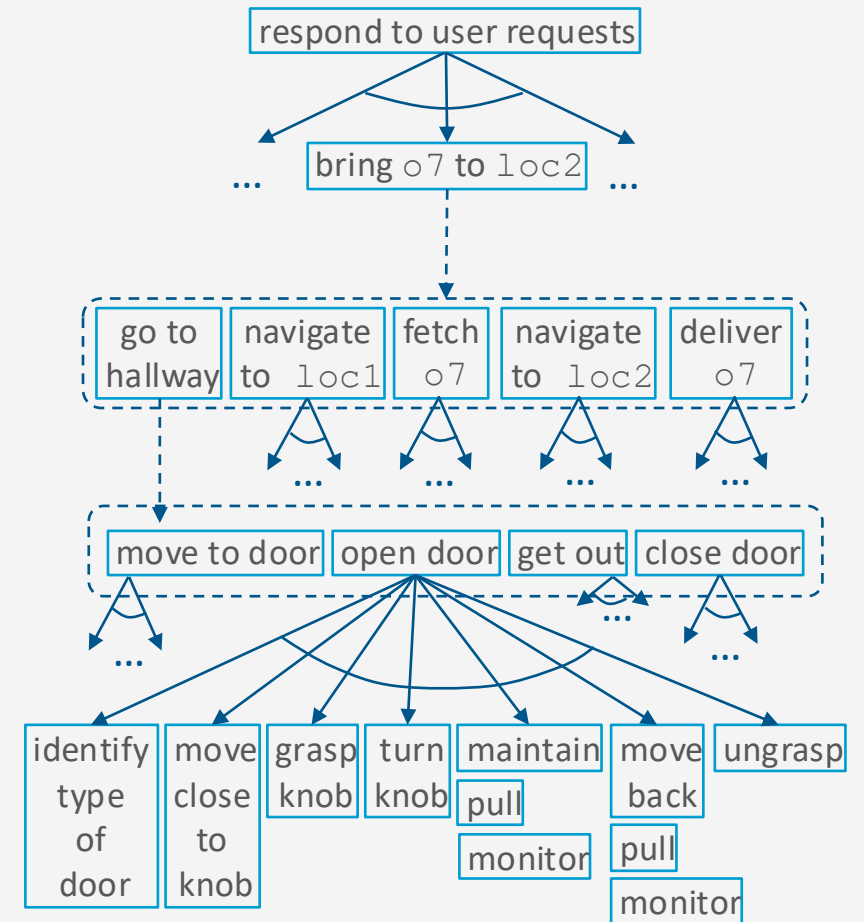 respond to user requests
bring o7 to loc2
...
...
go to
hallway
navigate
to loc1
fetch
o7
navigate
to loc2
deliver
o7
...
...
...
...
move to door
open door
get out
close door
...
...
...
identify
type
of
door
move
close
to
knob
grasp
knob
turn
knob
maintain
pull
monitor
move
back
pull
monitor
ungrasp